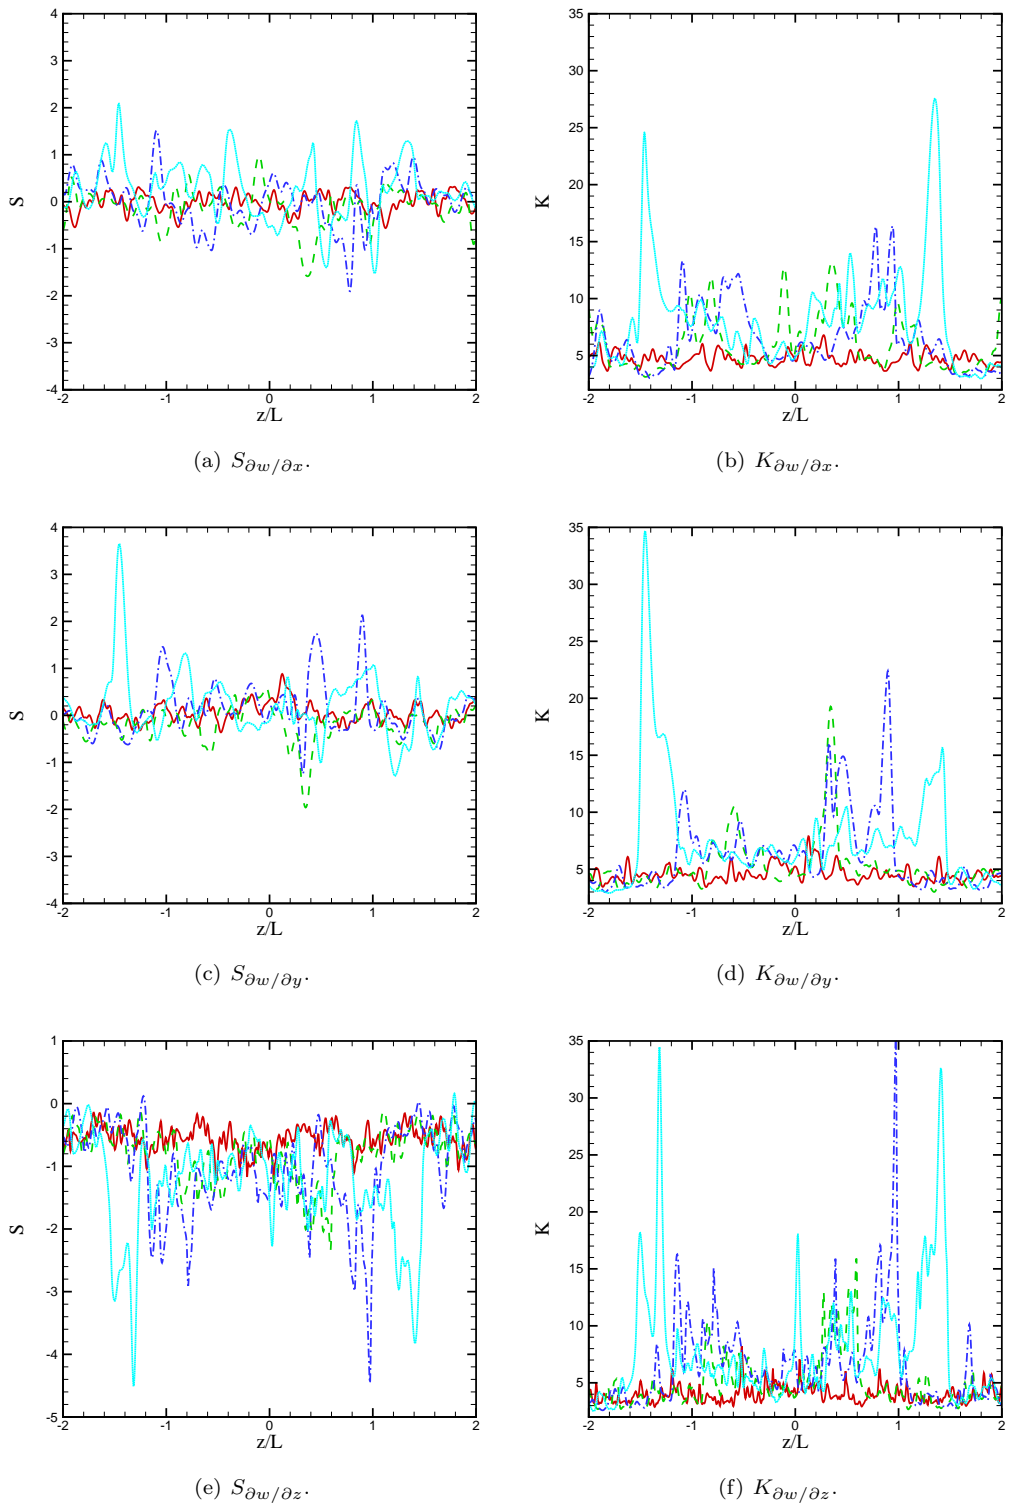 4
3
2
1
0
-1
-2
-3
-4
S
-2 -1 0 1 2
z/L
(a) S∂w/∂x.
35
30
25
20
15
10
5
K
-2 -1 0 1 2
z/L
(b) K∂w/∂x.
4
3
2
1
0
-1
-2
-3
-4
S
-2 -1 0 1 2
z/L
(c) S∂w/∂y.
35
30
25
20
15
10
5
K
-2 -1 0 1 2
z/L
(d) K∂w/∂y.
1
0
-1
-2
-3
-4
-5
S
-2 -1 0 1 2
z/L
(e) S∂w/∂z.
35
30
25
20
15
10
5
K
-2 -1 0 1 2
z/L
(f) K∂w/∂z.